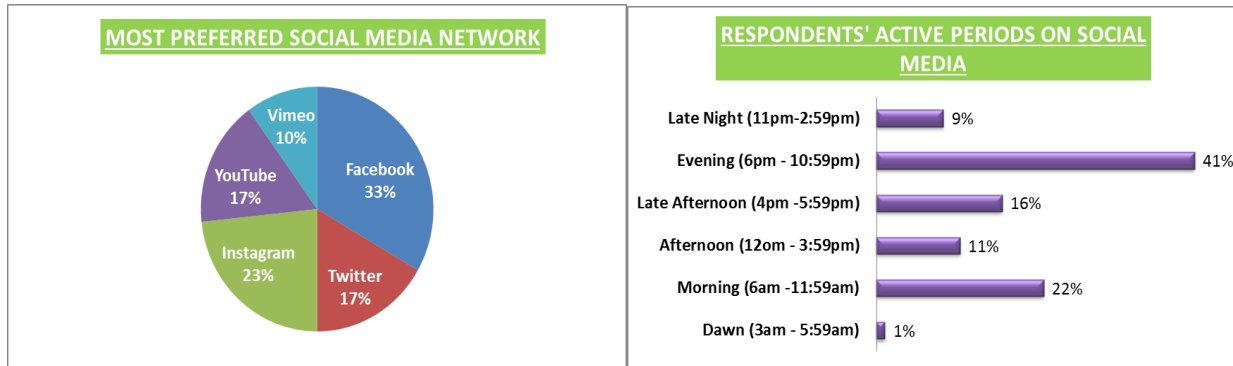 MOST PREFERRED SOCIAL MEDIA NETWORK
Vimeo
10%
Facebook
33%
YouTube
17%
Instagram
23%
Twitter
17%
RESPONDENTS' ACTIVE PERIODS ON SOCIAL
MEDIA
Late Night (11pm-2:59pm) 9%
Evening (6pm - 10:59pm) 41%
Late Afternoon (4pm -5:59pm) 16%
Afternoon (12om - 3:59pm) 11%
Morning (6am -11:59am) 22%
Dawn (3am - 5:59am) 1%